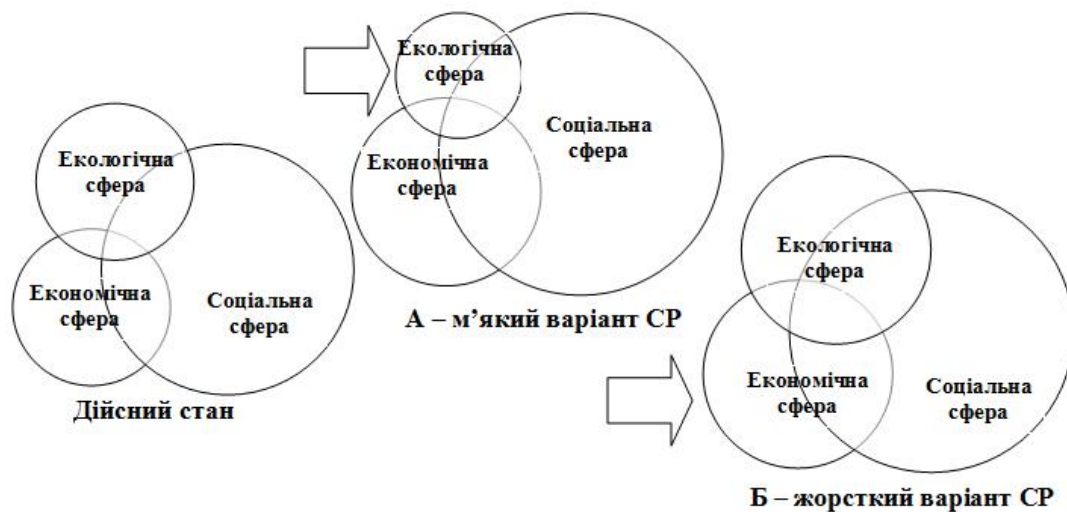 Екологічна
сфера
Економічна
сфера
Соціальна
сфера
Дійсний стан
Екологічна
сфера
Економічна
сфера
Соціальна
сфера
А – м’який варіант СР
Екологічна
сфера
Економічна
сфера
Соціальна
сфера
Б – жорсткий варіант СР